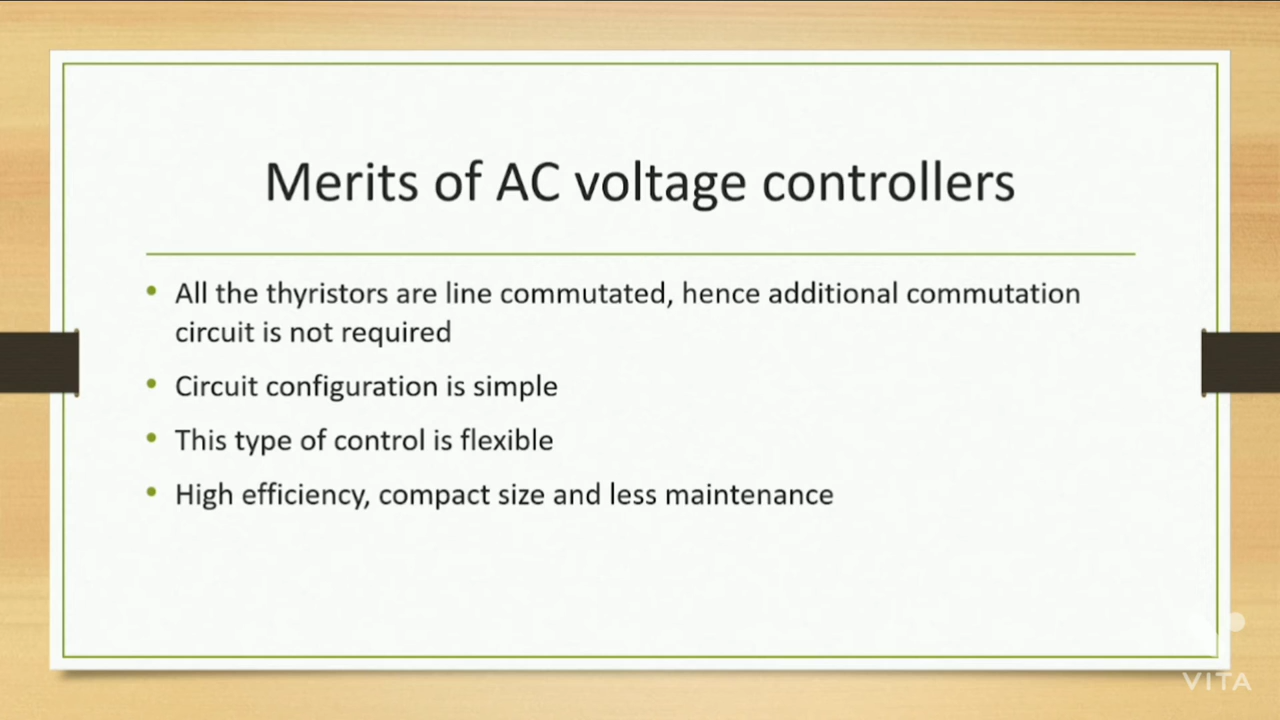 Merits of AC voltage controllers
• All the thyristors are line commutated, hence additional commutation
circuit is not required
• Circuit configuration is simple
• This type of control is flexible
• High efficiency, compact size and less maintenance
VITA